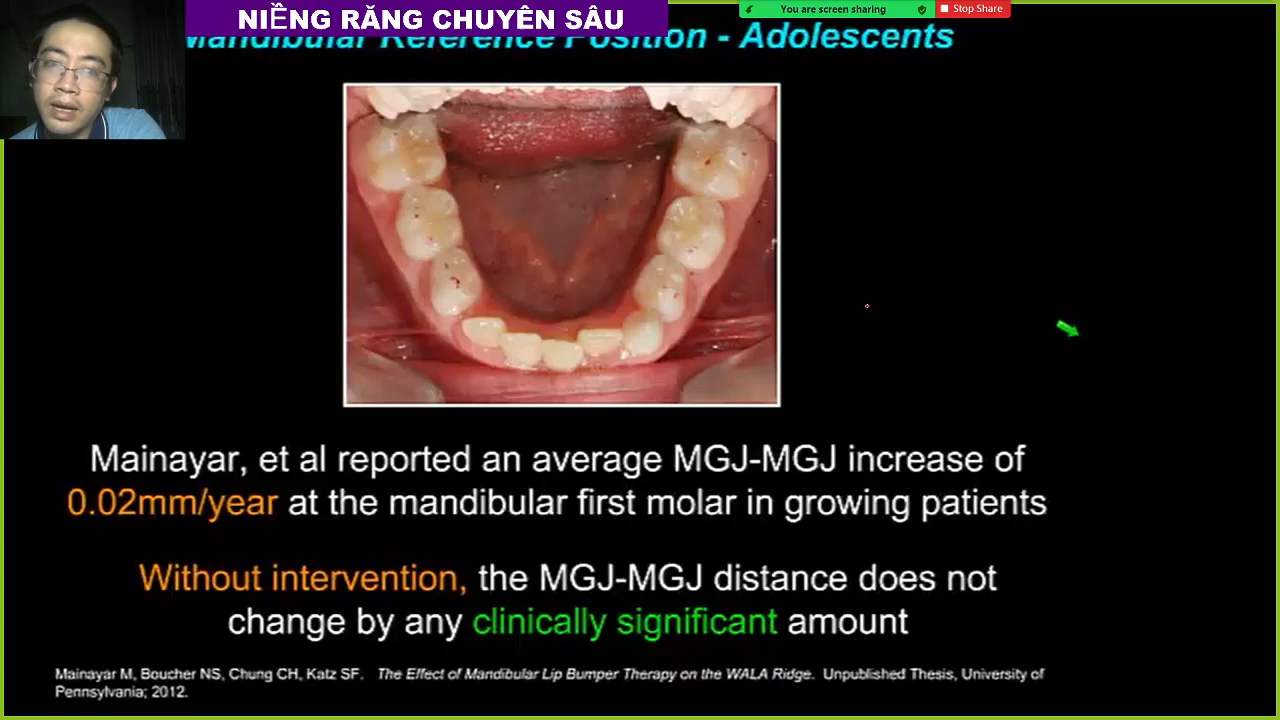 NIỀNG RĂNG CHUYÊN SÂU
You are screen sharing
Stop Share
Mandibular Reference Position - Adolescents
Mainayar, et al reported an average MGJ-MGJ increase of
0.02mm/year at the mandibular first molar in growing patients
Without intervention, the MGJ-MGJ distance does not
change by any clinically significant amount
Mainayar M, Boucher NS, Chung CH, Katz SF. The Effect of Mandibular Lip Bumper Therapy on the WALA Ridge. Unpublished Thesis, University of
Pennsylvania; 2012.